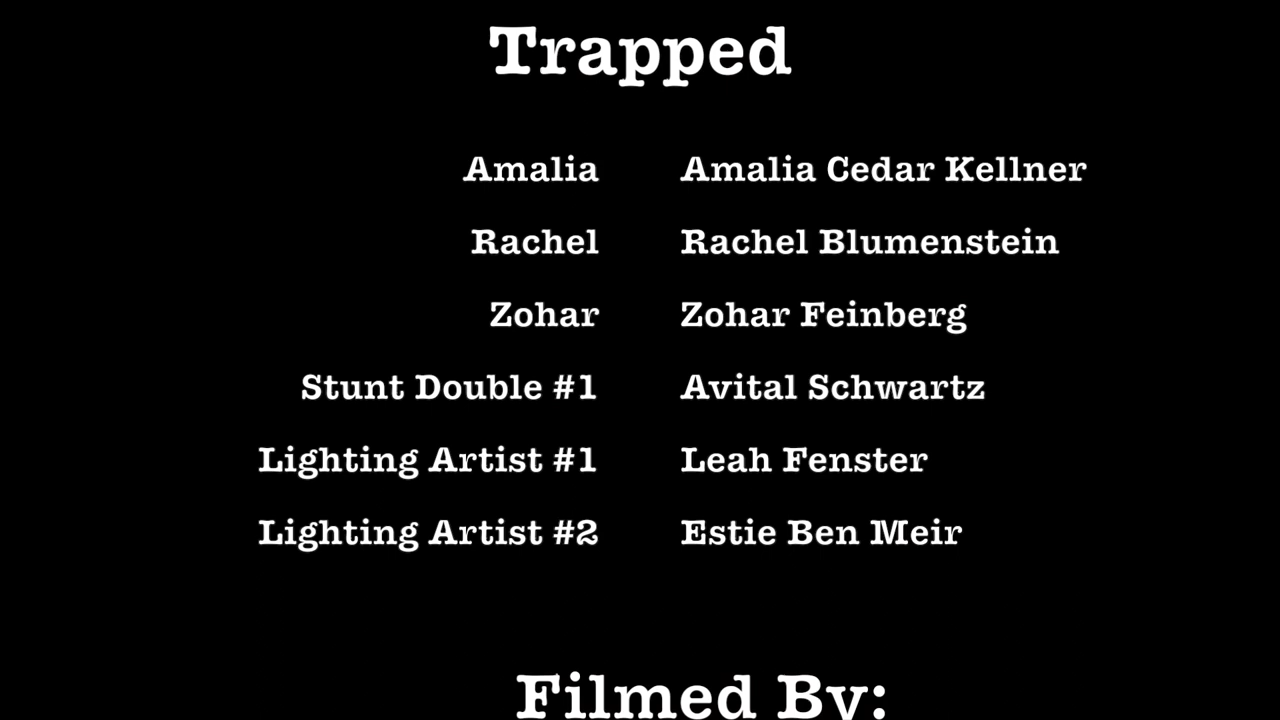 Trapped
Amalia Amalia Cedar Kellner
Rachel Rachel Blumenstein
Zohar Zohar Feinberg
Stunt Double #1 Avital Schwartz
Lighting Artist #1 Leah Fenster
Lighting Artist #2 Estie Ben Meir
Filmed By: